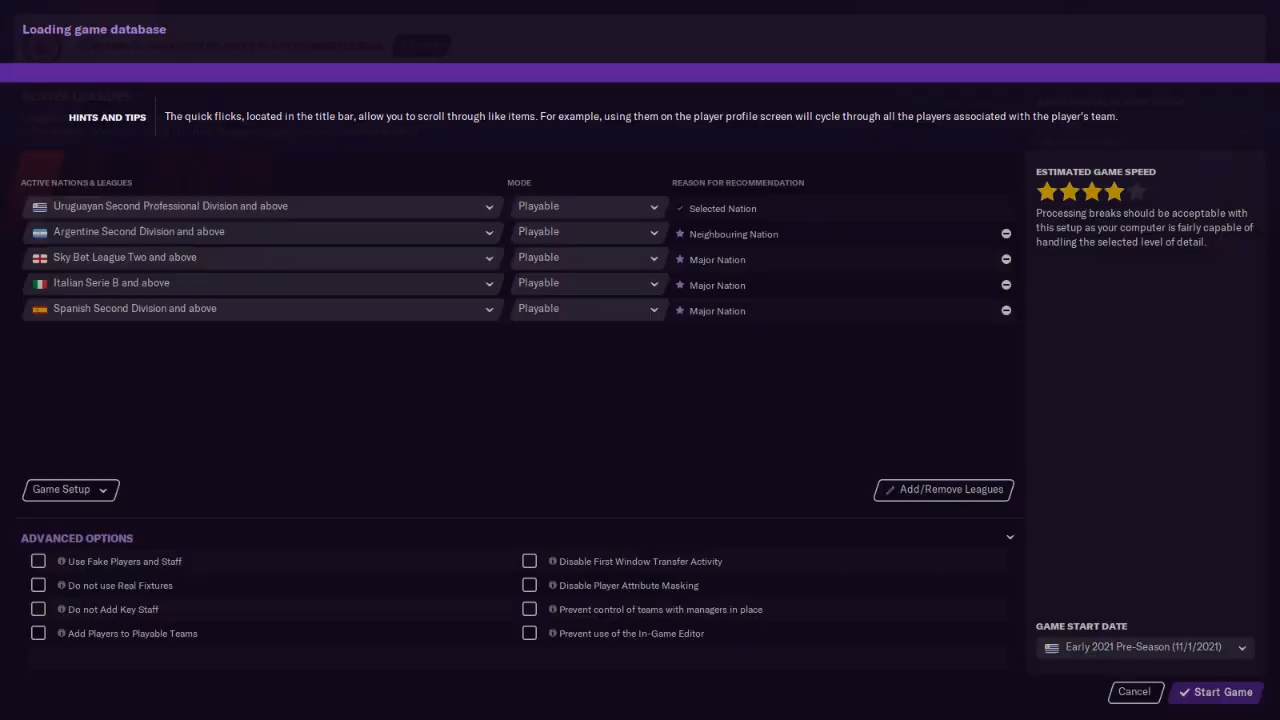 Loading game database
HINTS AND TIPS
The quick flicks, located in the title bar, allow you to scroll through like items. For example, using them on the player profile screen will cycle through all the players associated with the player's team.
ACTIVE NATIONS & LEAGUES MODE REASON FOR RECOMMENDATION
Uruguayan Second Professional Division and above Playable Selected Nation
Argentine Second Division and above Playable Neighbouring Nation
Sky Bet League Two and above Playable Major Nation
Italian Serie B and above Playable Major Nation
Spanish Second Division and above Playable Major Nation
ESTIMATED GAME SPEED
Processing breaks should be acceptable with
this setup as your computer is fairly capable of
handling the selected level of detail.
Game Setup
Add/Remove Leagues
ADVANCED OPTIONS
Use Fake Players and Staff Disable First Window Transfer Activity
Do not use Real Fixtures Disable Player Attribute Masking
Do not Add Key Staff Prevent control of teams with managers in place
Add Players to Playable Teams Prevent use of the In-Game Editor
GAME START DATE
Early 2021 Pre-Season (11/1/2021)
Cancel Start Game